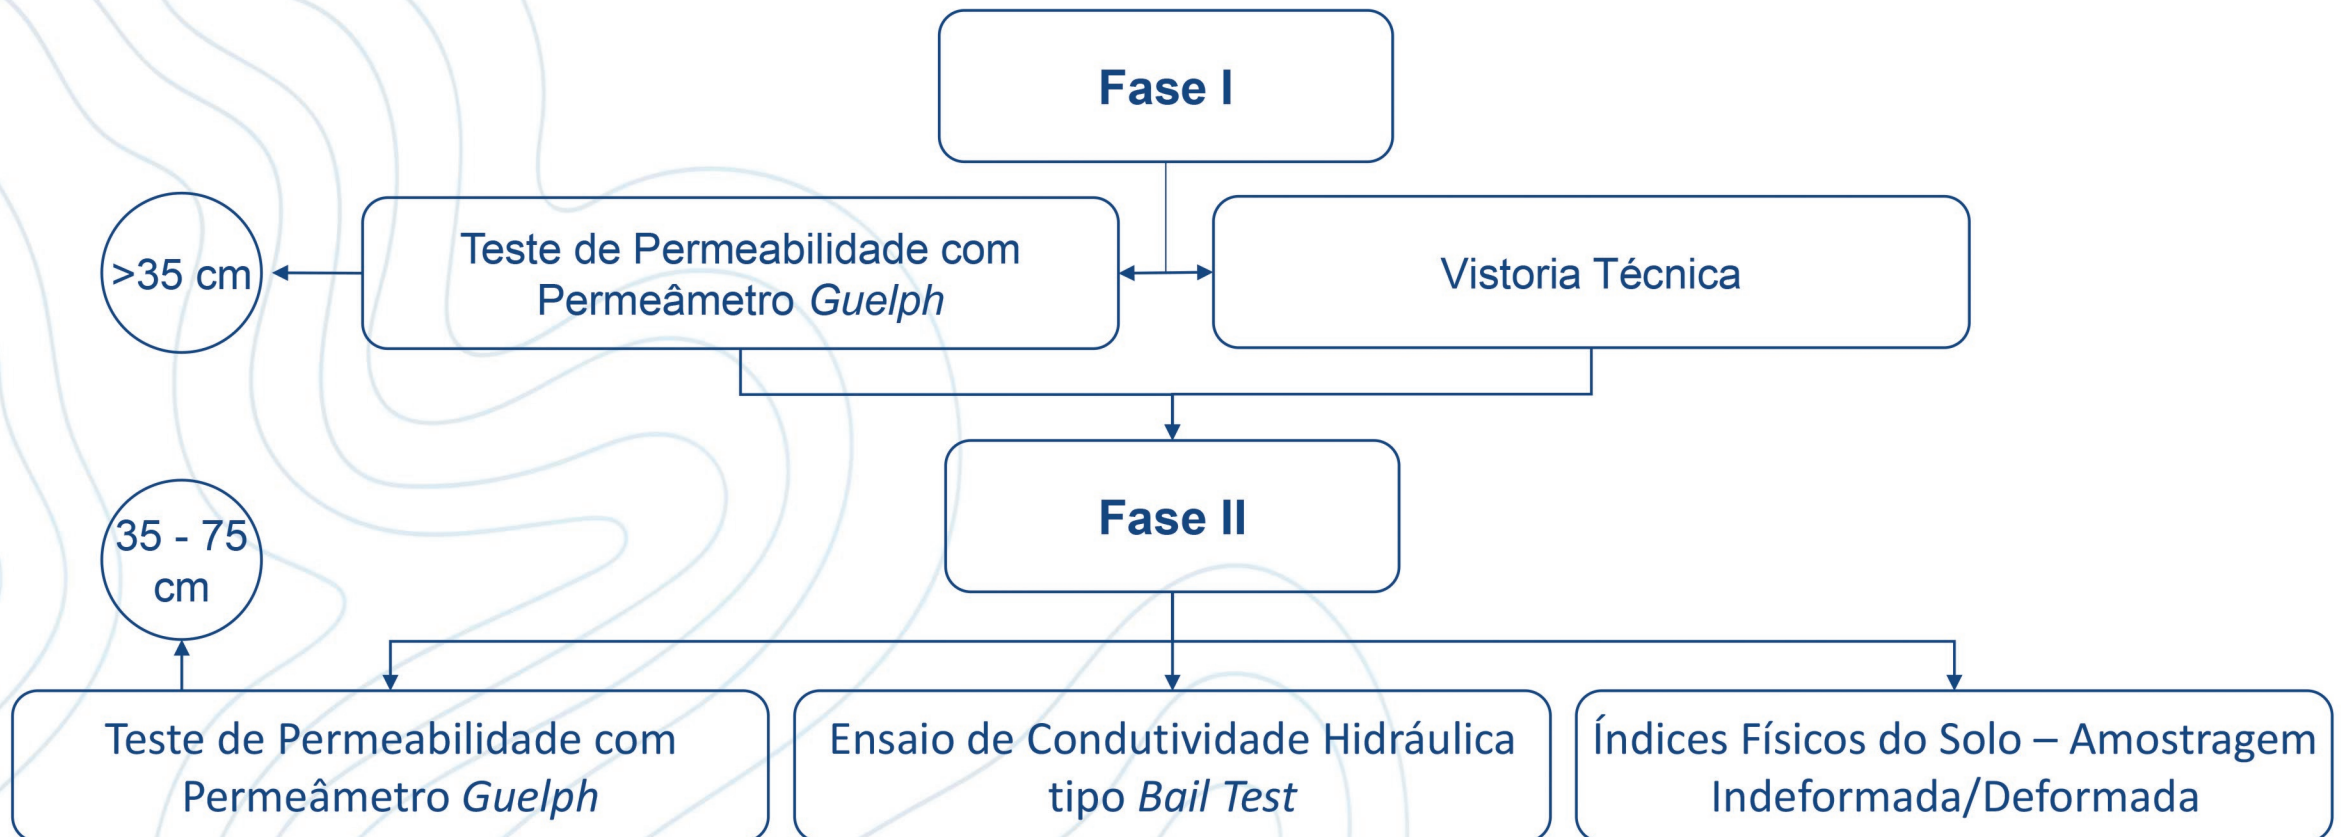 Fase I
>35 cm
Teste de Permeabilidade com
Permeâmetro Guelph
Vistoria Técnica
Fase II
35 - 75
cm
Teste de Permeabilidade com
Permeâmetro Guelph
Ensaio de Condutividade Hidráulica
tipo Bail Test
Índices Físicos do Solo – Amostragem
Indeformada/Deformada